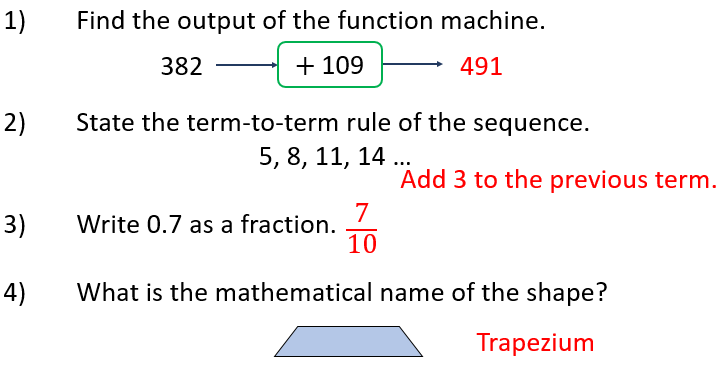 1) Find the output of the function machine.
382 + 109 491
2) State the term-to-term rule of the sequence.
5, 8, 11, 14 ...
Add 3 to the previous term.
3) Write 0.7 as a fraction. 7/10
4) What is the mathematical name of the shape?
Trapezium